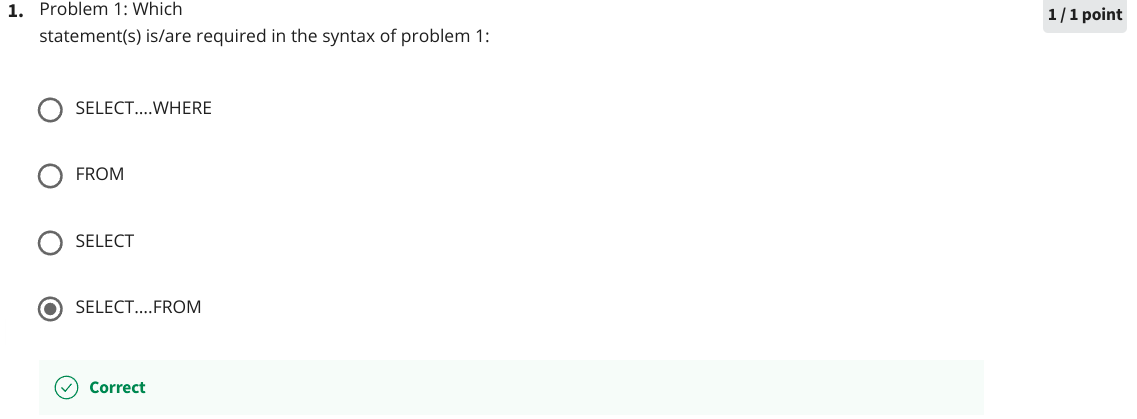 1. Problem 1: Which
1 / 1 point
statement(s) is/are required in the syntax of problem 1:
SELECT....WHERE
FROM
SELECT
SELECT....FROM
Correct